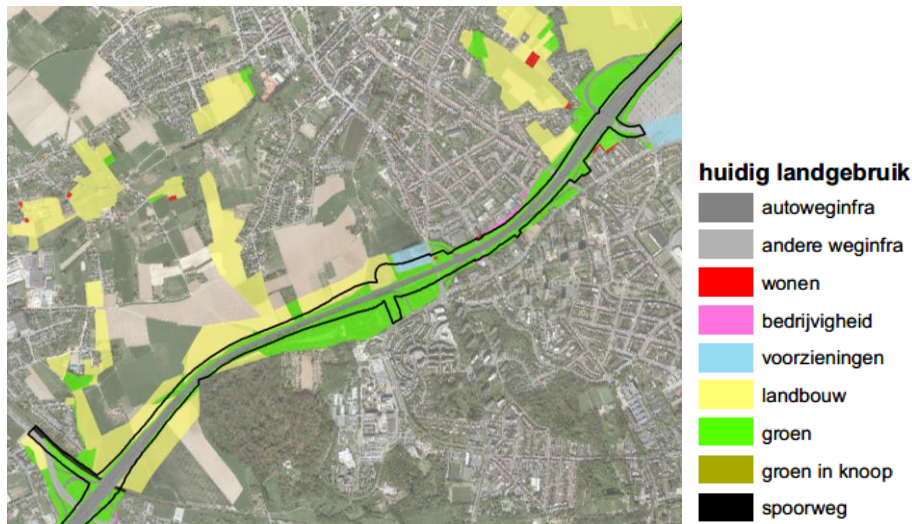 huidig landgebruik
autoweginfra
andere weginfra
wonen
bedrijvigheid
voorzieningen
landbouw
groen
groen in knoop
spoorweg